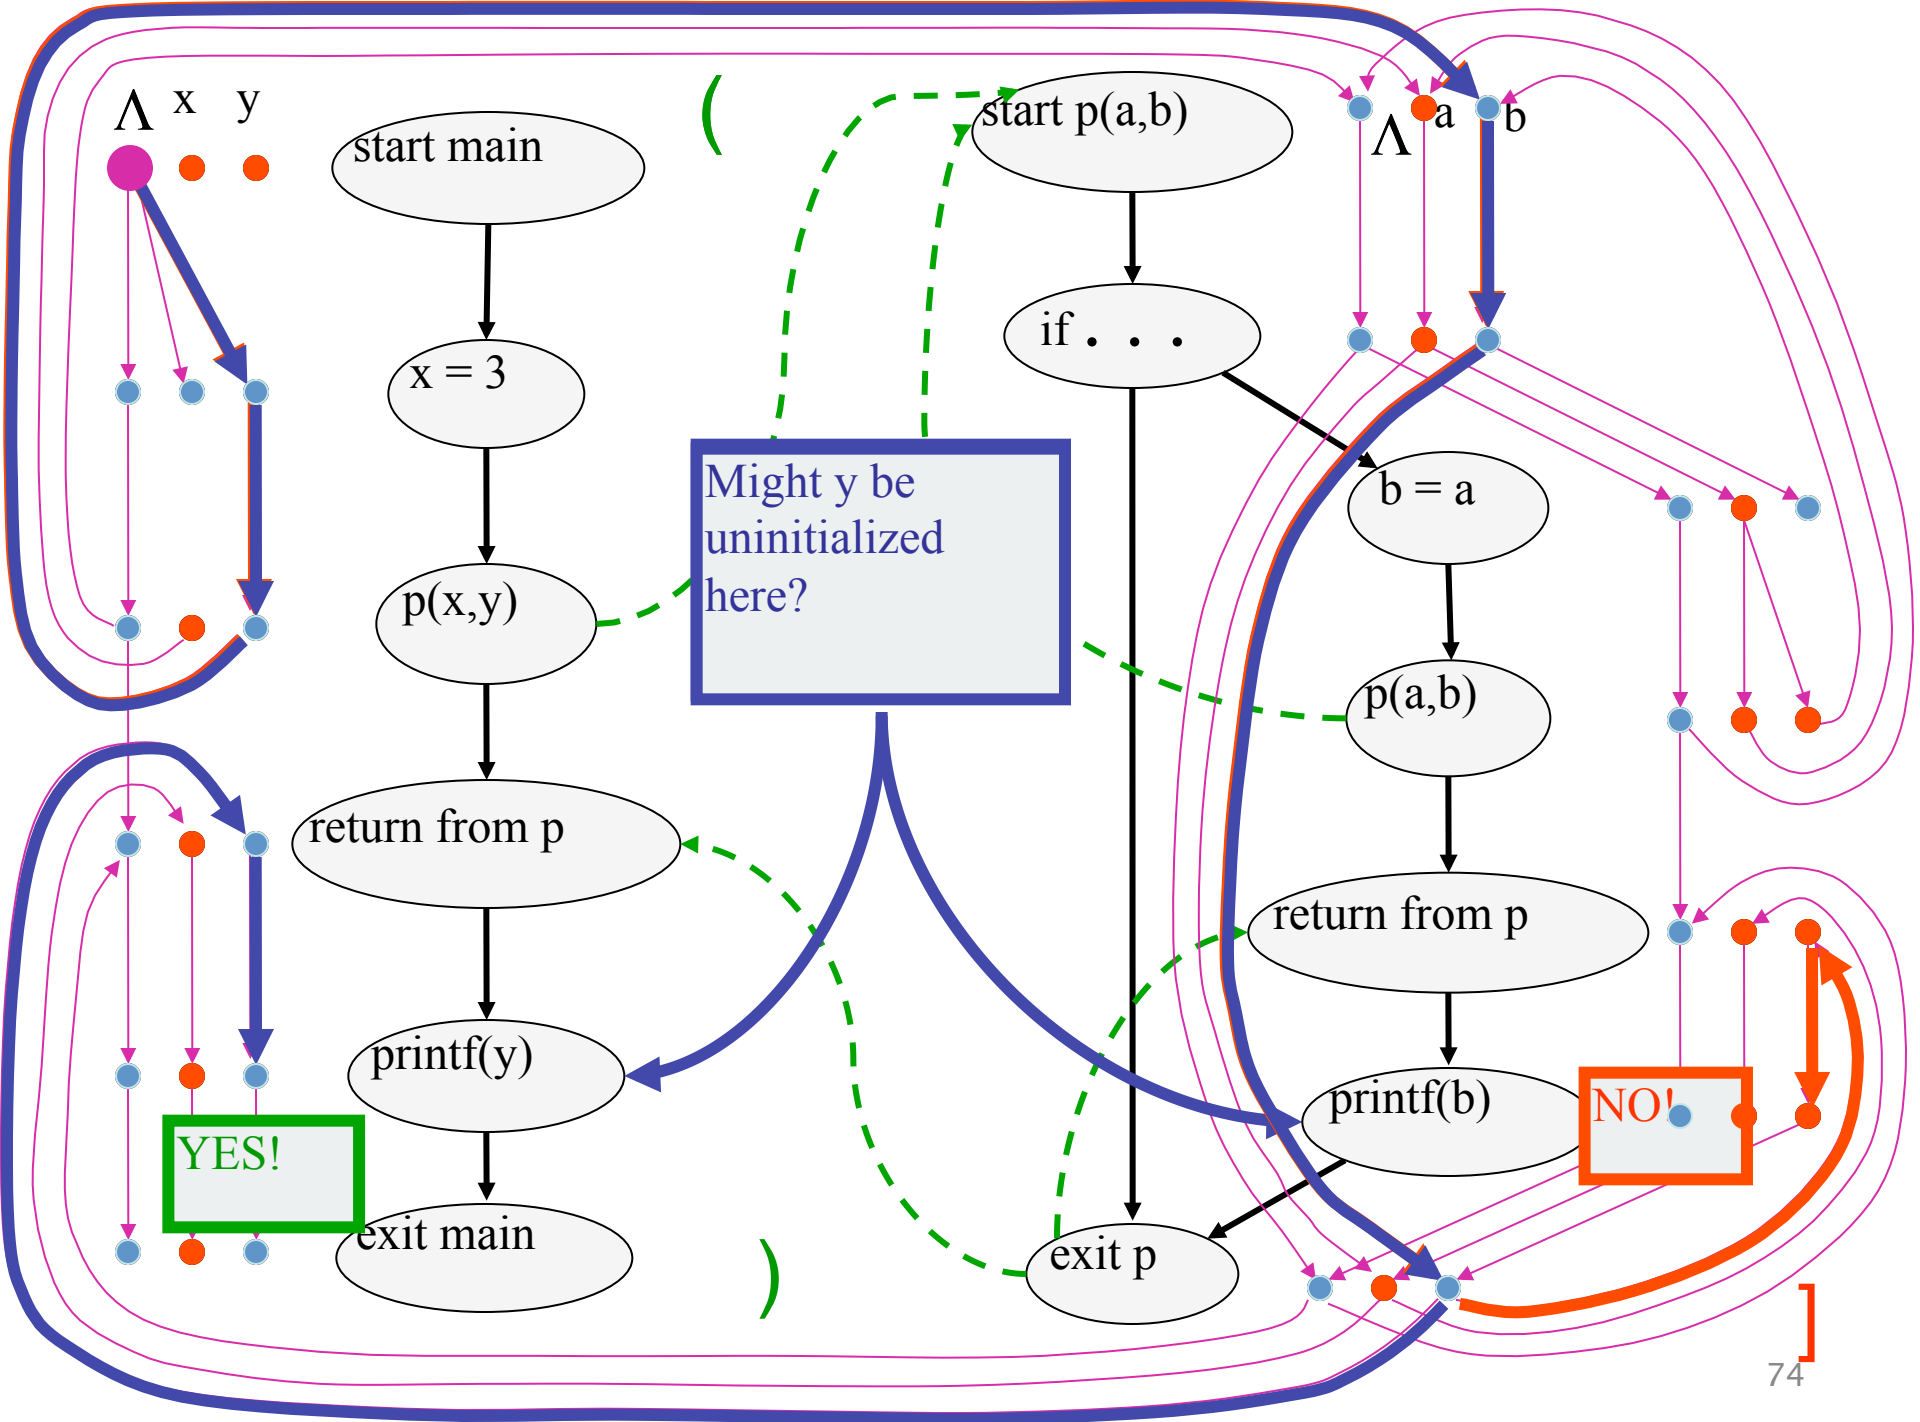 Λ x y
(
start main
start p(a,b)
Λ a b
if . . .
x = 3
Might y be
uninitialized
here?
b = a
p(x,y)
p(a,b)
return from p
return from p
printf(y)
printf(b)
NO!
YES!
exit main
)
exit p
]
74